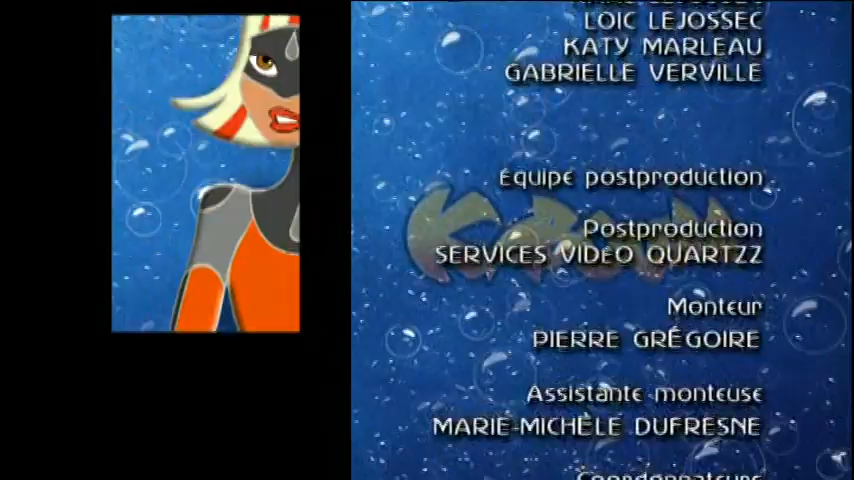 LOIC LEJOSSEC
KATY MARLEAU
GABRIELLE VERVILLE
Équipe postproduction
Postproduction
SERVICES VIDÉO QUARTZZ
Monteur
PIERRE GRÉGOIRE
Assistante monteuse
MARIE-MICHÈLE DUFRESNE